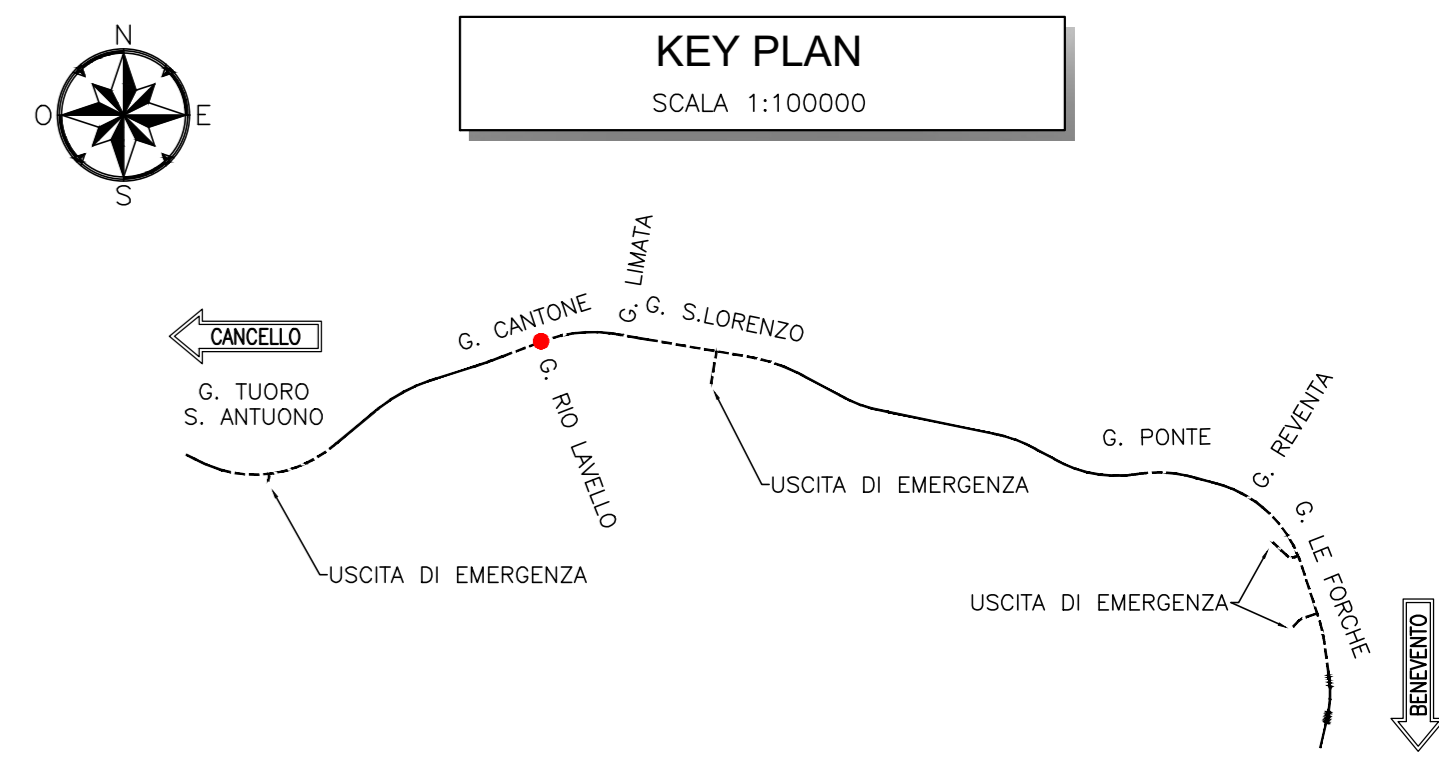 N
O
E
S
KEY PLAN
SCALA 1:100000
CANCELLO
G. TUORO
S. ANTUONO
G. CANTONE
G. RIO LAVELLO
G. LIMATA
G. S.LORENZO
USCITA DI EMERGENZA
USCITA DI EMERGENZA
G. PONTE
G. REVENTA
G. LE FORCHE
USCITA DI EMERGENZA
BENEVENTO